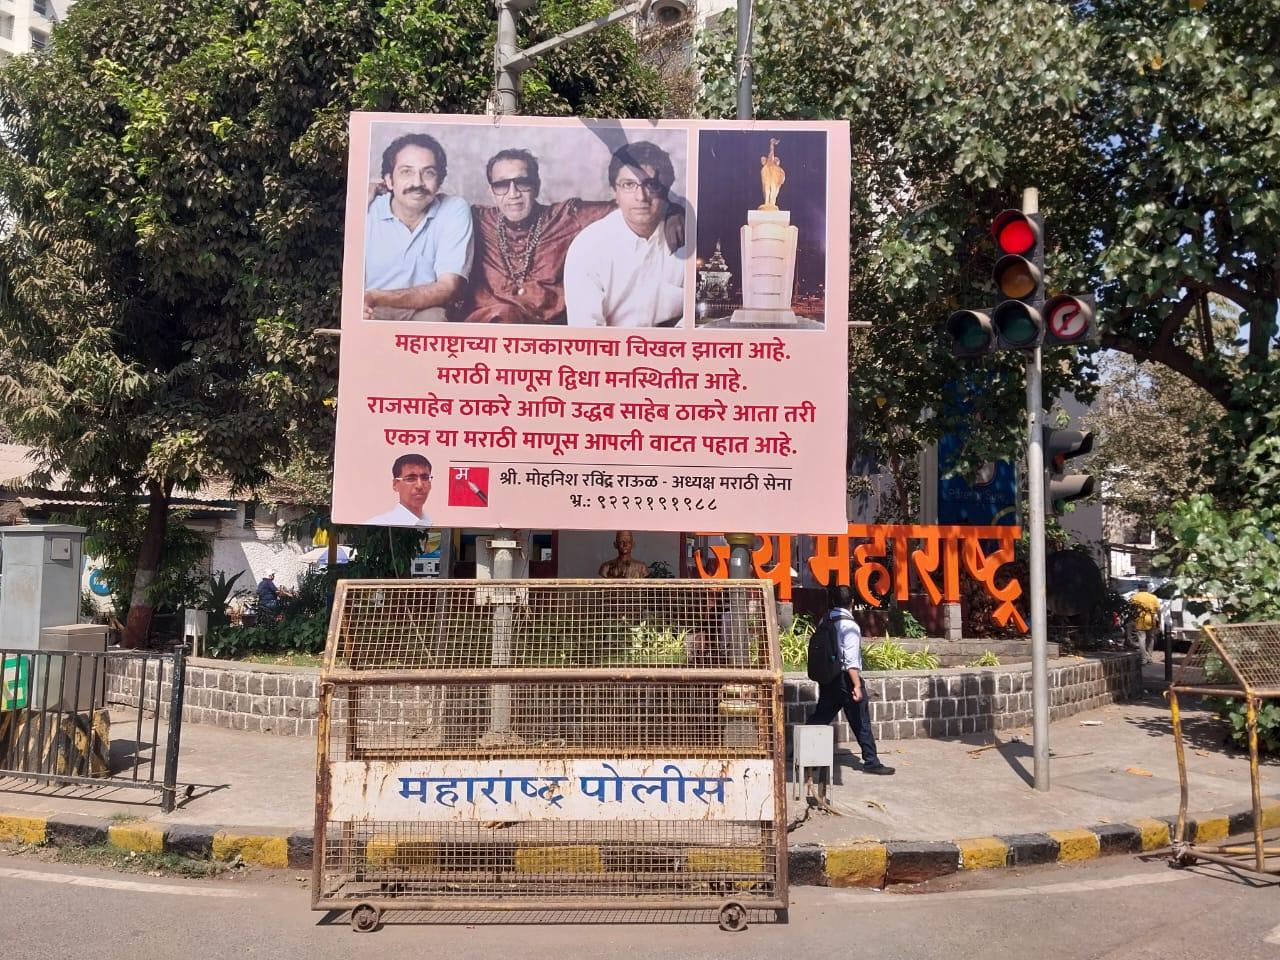 महाराष्ट्राच्या राजकारणाचा चिखल झाला आहे.
मराठी माणूस द्विधा मनस्थितीत आहे.
राजसाहेब ठाकरे आणि उद्धव साहेब ठाकरे आता तरी
एकत्र या मराठी माणूस आपली वाटत पहात आहे.
म
श्री. मोहनिश रविंद्र राऊळ - अध्यक्ष मराठी सेना
भ्र.: ९२२२१९१९८८
जय महाराष्ट्र
महाराष्ट्र पोलीस